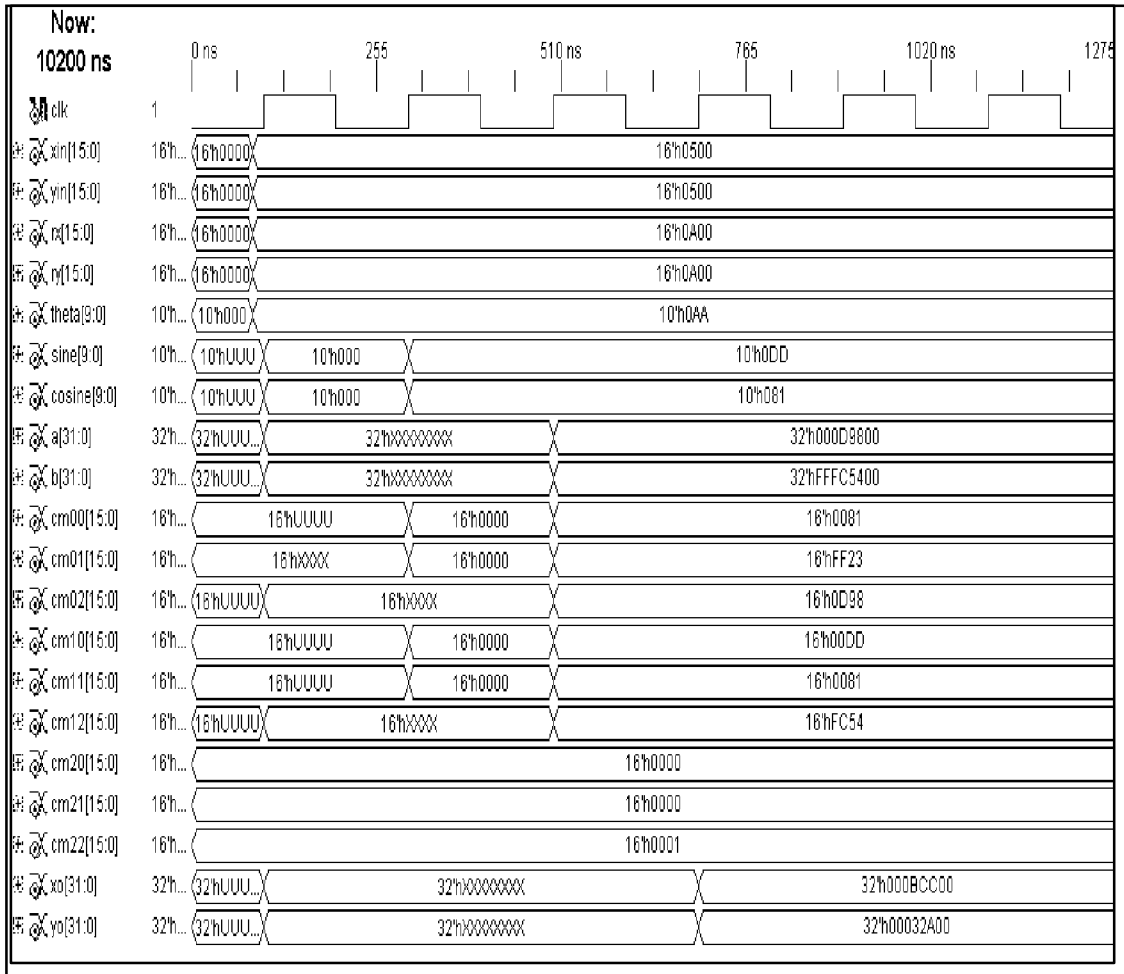 Now:
10200 ns
0 ns 255 510 ns 765 1020 ns 1275
clk 1
xin[15:0] 16'h... 16'h0000 16'h0500
yin[15:0] 16'h... 16'h0000 16'h0500
rx[15:0] 16'h... 16'h0000 16'h0A00
ry[15:0] 16'h... 16'h0000 16'h0A00
theta[9:0] 10'h... 10'h000 10'h0AA
sine[9:0] 10'h... 10'hUUU 10'h000 10'h0DD
cosine[9:0] 10'h... 10'hUUU 10'h000 10'h081
a[31:0] 32'h... 32'hUUU... 32'hXXXXXXXX 32'h000D9800
b[31:0] 32'h... 32'hUUU... 32'hXXXXXXXX 32'hFFFC5400
cm00[15:0] 16'h... 16'hUUUU 16'h0000 16'h0081
cm01[15:0] 16'h... 16'hXXXX 16'h0000 16'hFF23
cm02[15:0] 16'h... 16'hUUUU 16'hXXXX 16'h0D98
cm10[15:0] 16'h... 16'hUUUU 16'h0000 16'h00DD
cm11[15:0] 16'h... 16'hUUUU 16'h0000 16'h0081
cm12[15:0] 16'h... 16'hUUUU 16'hXXXX 16'hFC54
cm20[15:0] 16'h... 16'h0000
cm21[15:0] 16'h... 16'h0000
cm22[15:0] 16'h... 16'h0001
xo[31:0] 32'h... 32'hUUU... 32'hXXXXXXXX 32'h000BCC00
yo[31:0] 32'h... 32'hUUU... 32'hXXXXXXXX 32'h00032A00